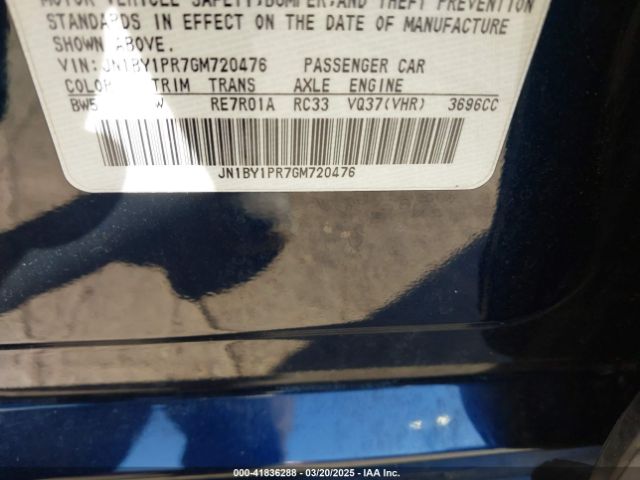 MOTOR VEHICLE SAFETY, BUMPER, AND THEFT PREVENTION
STANDARDS IN EFFECT ON THE DATE OF MANUFACTURE
SHOWN ABOVE.
VIN: JN1BY1PR7GM720476 PASSENGER CAR
COLOR TRIM TRANS AXLE ENGINE
BW5 W RE7R01A RC33 VQ37(VHR) 3696CC
JN1BY1PR7GM720476
000-41836288 - 03/20/2025 - IAA Inc.